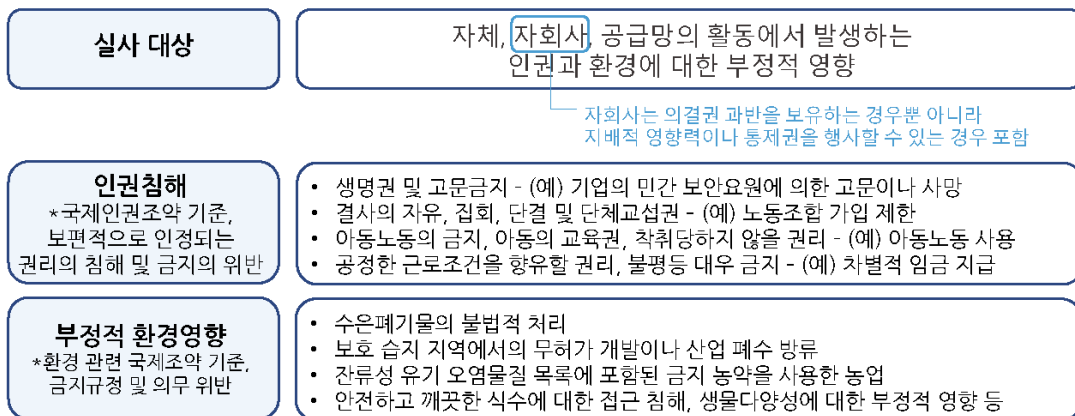 실사 대상
자체, 자회사, 공급망의 활동에서 발생하는
인권과 환경에 대한 부정적 영향
자회사는 의결권 과반을 보유하는 경우뿐 아니라
지배적 영향력이나 통제권을 행사할 수 있는 경우 포함
인권침해
*국제인권조약 기준,
보편적으로 인정되는
권리의 침해 및 금지의 위반
• 생명권 및 고문금지 - (예) 기업의 민간 보안요원에 의한 고문이나 사망
• 결사의 자유, 집회, 단결 및 단체교섭권 - (예) 노동조합 가입 제한
• 아동노동의 금지, 아동의 교육권, 착취당하지 않을 권리 - (예) 아동노동 사용
• 공정한 근로조건을 향유할 권리, 불평등 대우 금지 - (예) 차별적 임금 지급
부정적 환경영향
*환경 관련 국제조약 기준,
금지규정 및 의무 위반
• 수은폐기물의 불법적 처리
• 보호 습지 지역에서의 무허가 개발이나 산업 폐수 방류
• 잔류성 유기 오염물질 목록에 포함된 금지 농약을 사용한 농업
• 안전하고 깨끗한 식수에 대한 접근 침해, 생물다양성에 대한 부정적 영향 등